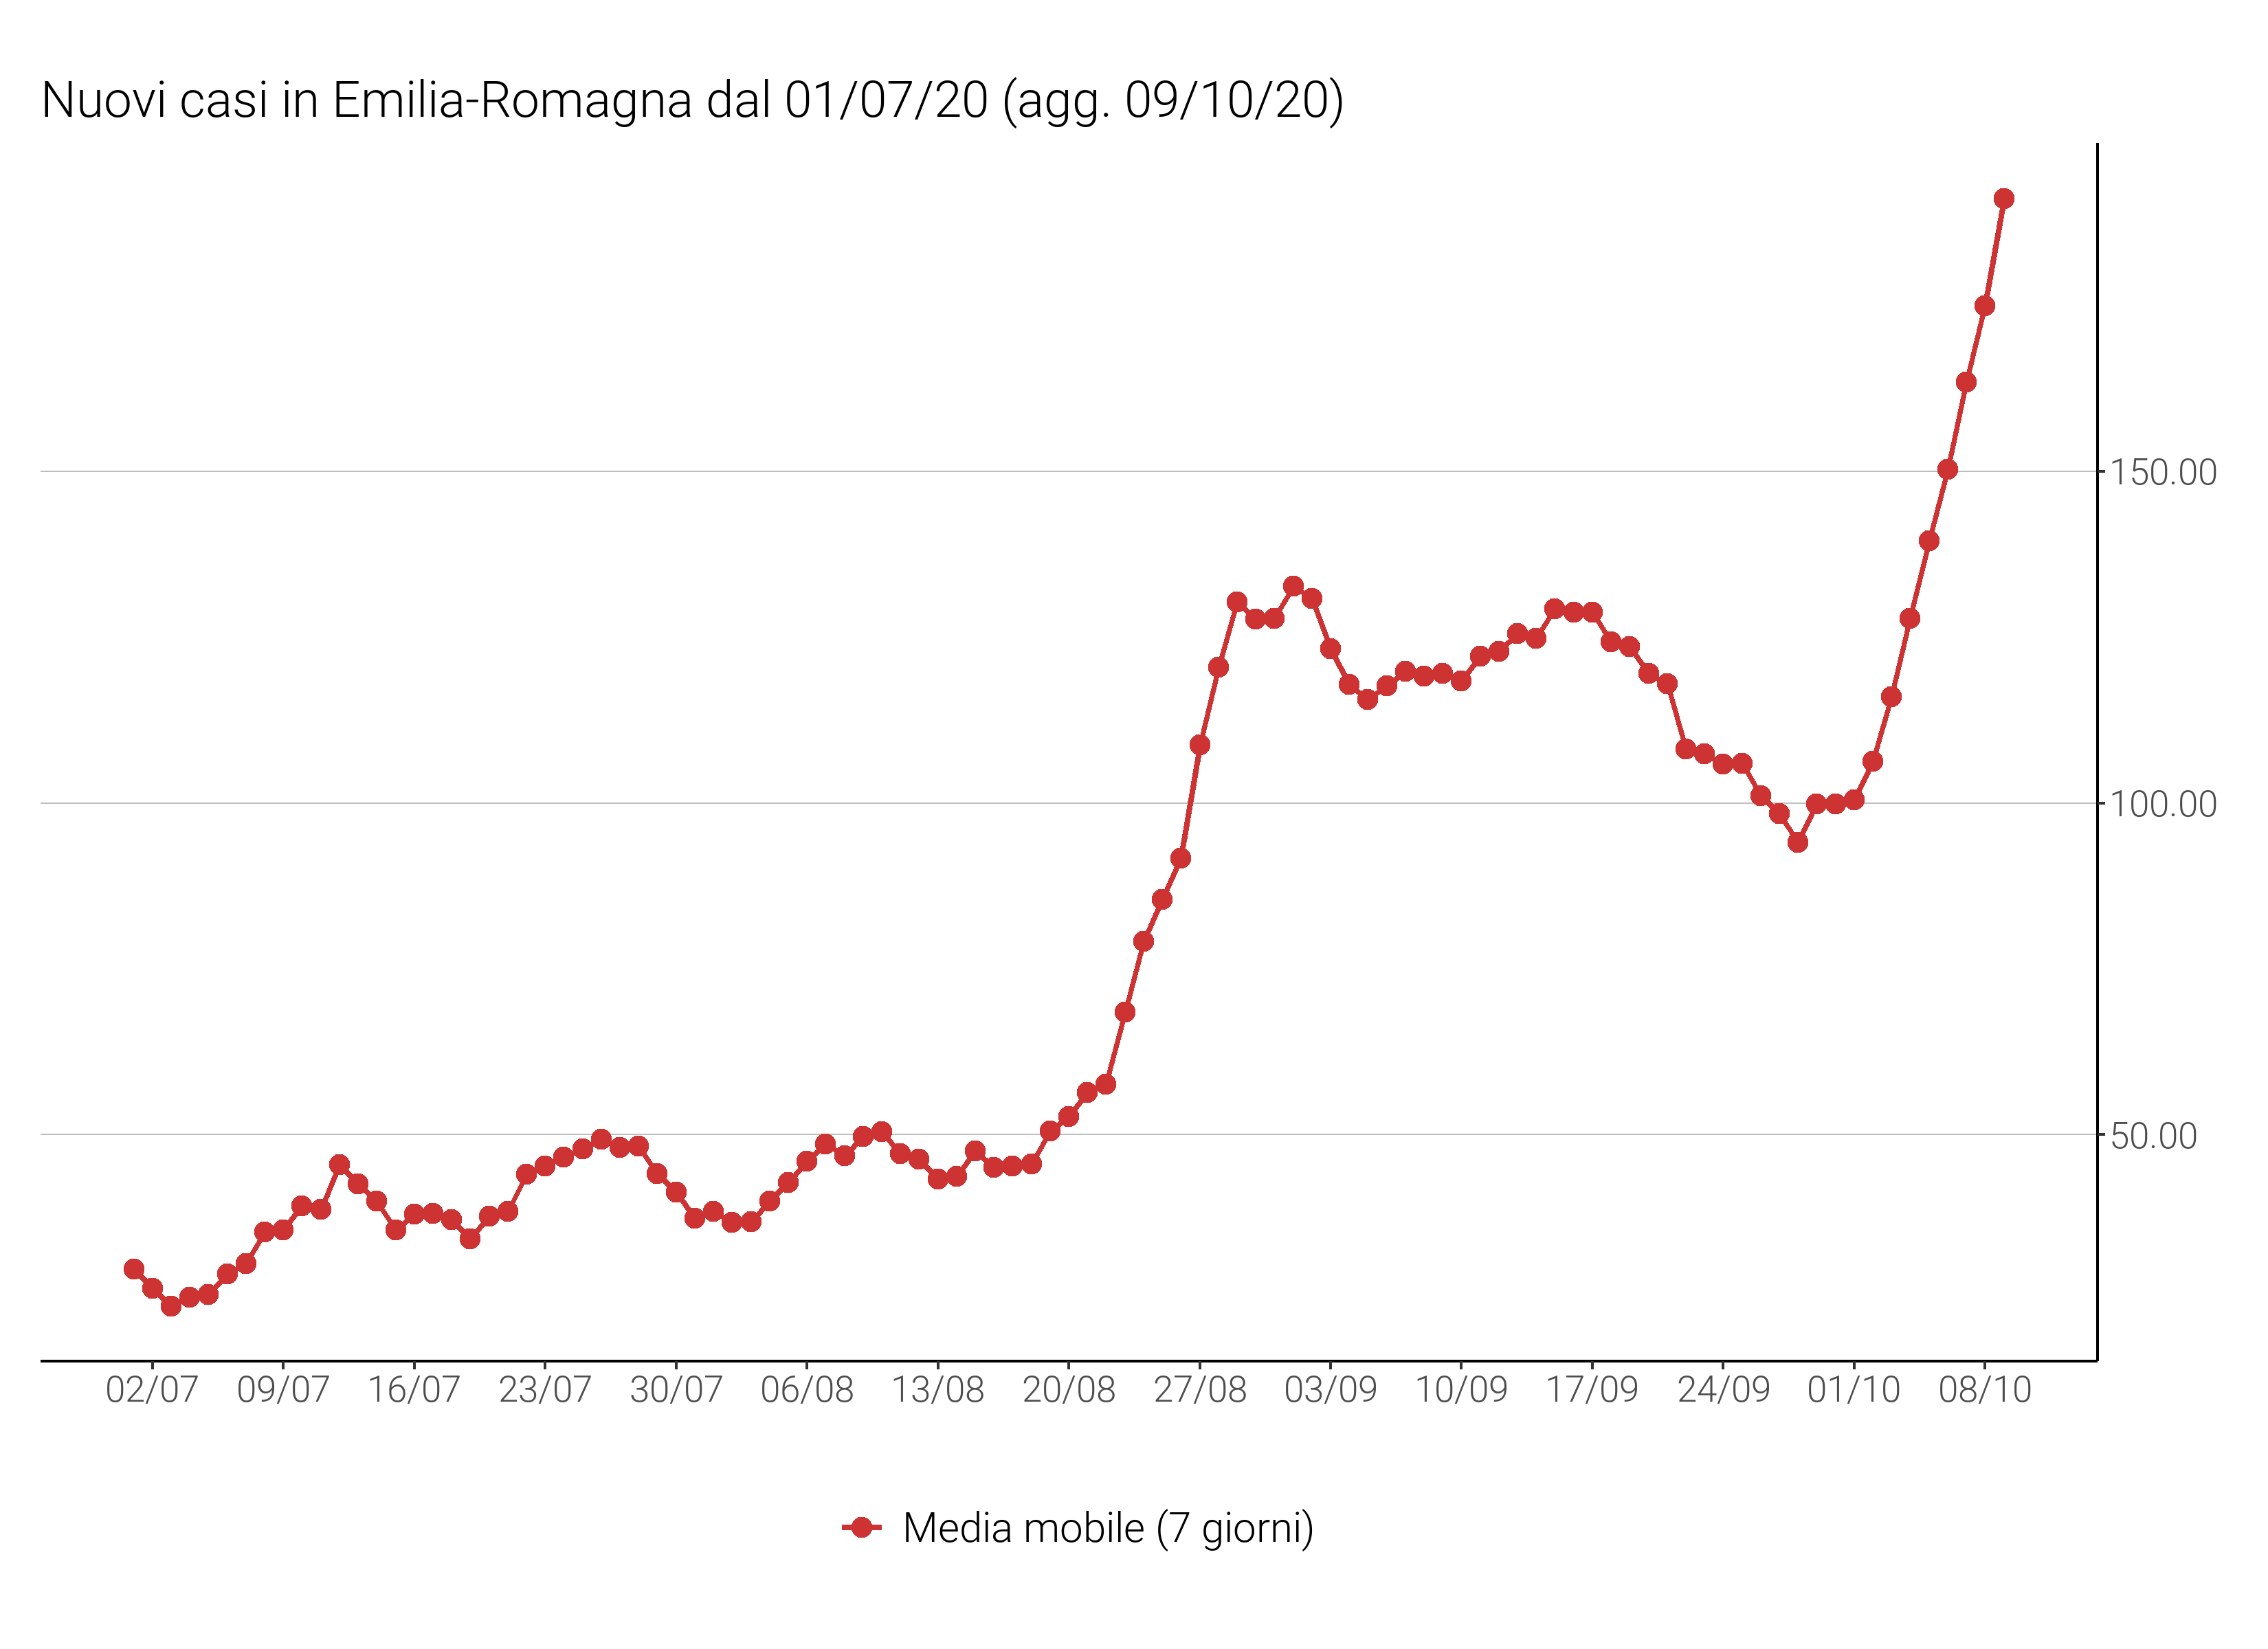 Nuovi casi in Emilia-Romagna dal 01/07/20 (agg. 09/10/20)
150.00
100.00
50.00
02/07 09/07 16/07 23/07 30/07 06/08 13/08 20/08 27/08 03/09 10/09 17/09 24/09 01/10 08/10
Media mobile (7 giorni)